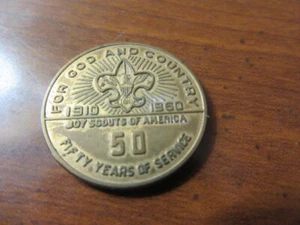 FOR GOD AND COUNTRY
1910 1960
BOY SCOUTS OF AMERICA
50
FIFTY YEARS OF SERVICE